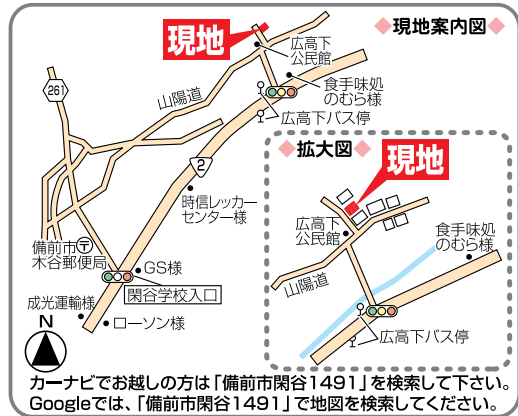 ◆現地案内図◆
現地
広高下
公民館
261
山陽道
食手味処
のむら様
広高下バス停
2
時信レッカー
センター様
備前市〒
木谷郵便局
GS様
閑谷学校入口
成光運輸様
ローソン様
N
◆拡大図◆
現地
広高下
公民館
食手味処
のむら様
山陽道
広高下バス停
カーナビでお越しの方は「備前市閑谷1491」を検索して下さい。
Googleでは、「備前市閑谷1491」で地図を検索してください。